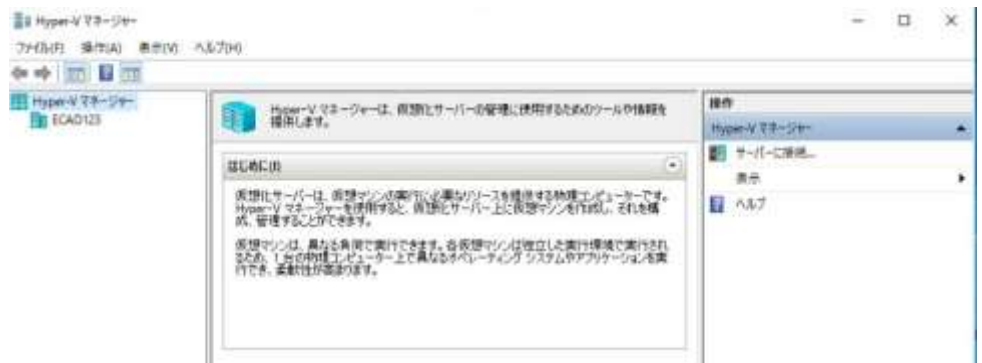 Hyper-V マネージャー
ファイル(F) 操作(A) 表示(V) ヘルプ(H)
Hyper-V マネージャー
ECAD123
Hyper-V マネージャーは、仮想化サーバーの管理に使用するためのツールや情報を
提供します。
はじめに(I)
仮想化サーバーは、仮想マシンの実行に必要なリソースを提供する物理コンピューターです。
Hyper-V マネージャーを使用すると、仮想化サーバー上に仮想マシンを作成し、それを構
成、管理することができます。
仮想マシンは、異なる負荷で実行できます。各仮想マシンは独立した実行環境で実行され
るため、1 台の物理コンピューター上で異なるオペレーティング システムやアプリケーションを実
行でき、柔軟性が高まります。
操作
Hyper-V マネージャー
サーバーに接続...
表示
ヘルプ